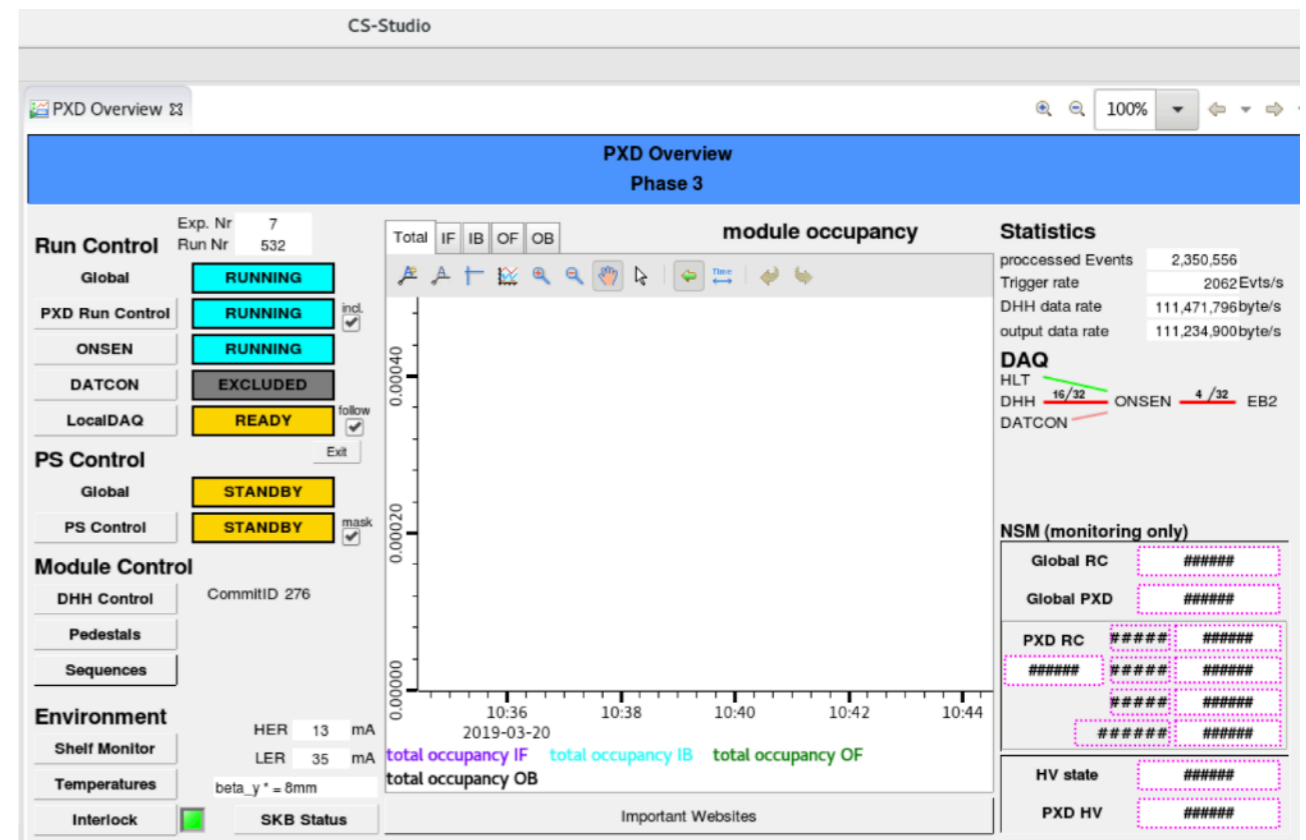 CS-Studio
PXD Overview
100%
PXD Overview
Phase 3
Exp. Nr 7
Run Control Run Nr 532
Global RUNNING
PXD Run Control RUNNING incl.
ONSEN RUNNING
DATCON EXCLUDED
LocalDAQ READY follow
Exit
PS Control
Global STANDBY
PS Control STANDBY mask
Module Control
DHH Control CommitID 276
Pedestals
Sequences
Environment
HER 13 mA
Shelf Monitor
LER 35 mA
Temperatures
beta_y * = 8mm
Interlock SKB Status
Total IF IB OF OB module occupancy
Time
0.00040
0.00020
0.00000
10:36 10:38 10:40 10:42 10:44
2019-03-20
total occupancy IF total occupancy IB total occupancy OF
total occupancy OB
Important Websites
Statistics
proccessed Events 2,350,556
Trigger rate 2062 Evts/s
DHH data rate 111,471,796 byte/s
output data rate 111,234,900 byte/s
DAQ
HLT
DHH 16/32 ONSEN 4 /32 EB2
DATCON
NSM (monitoring only)
Global RC ######
Global PXD ######
PXD RC ##### ######
###### ##### ######
##### ######
###### ######
HV state ######
PXD HV ######